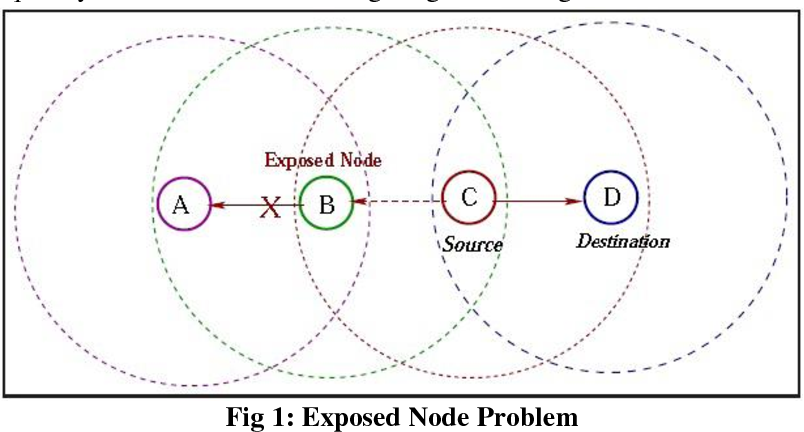 Exposed Node
A X B C D
Source Destination
Fig 1: Exposed Node Problem